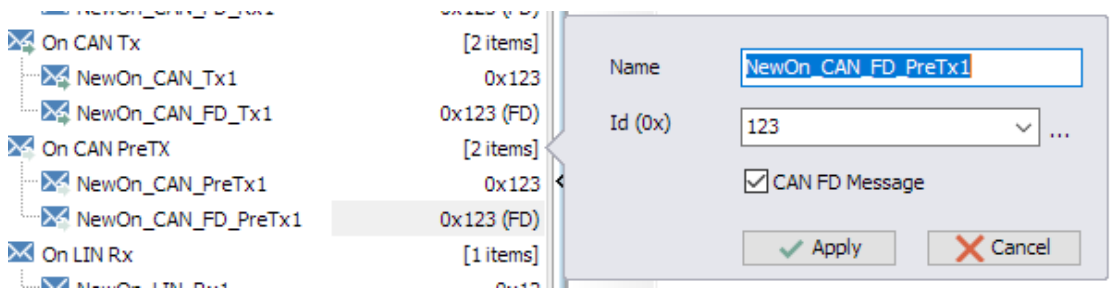 On CAN Tx [2 items]
NewOn_CAN_Tx1 0x123
NewOn_CAN_FD_Tx1 0x123 (FD)
On CAN PreTX [2 items]
NewOn_CAN_PreTx1 0x123
NewOn_CAN_FD_PreTx1 0x123 (FD)
On LIN Rx [1 items]
Name NewOn_CAN_FD_PreTx1
Id (0x) 123 ...
CAN FD Message
Apply Cancel